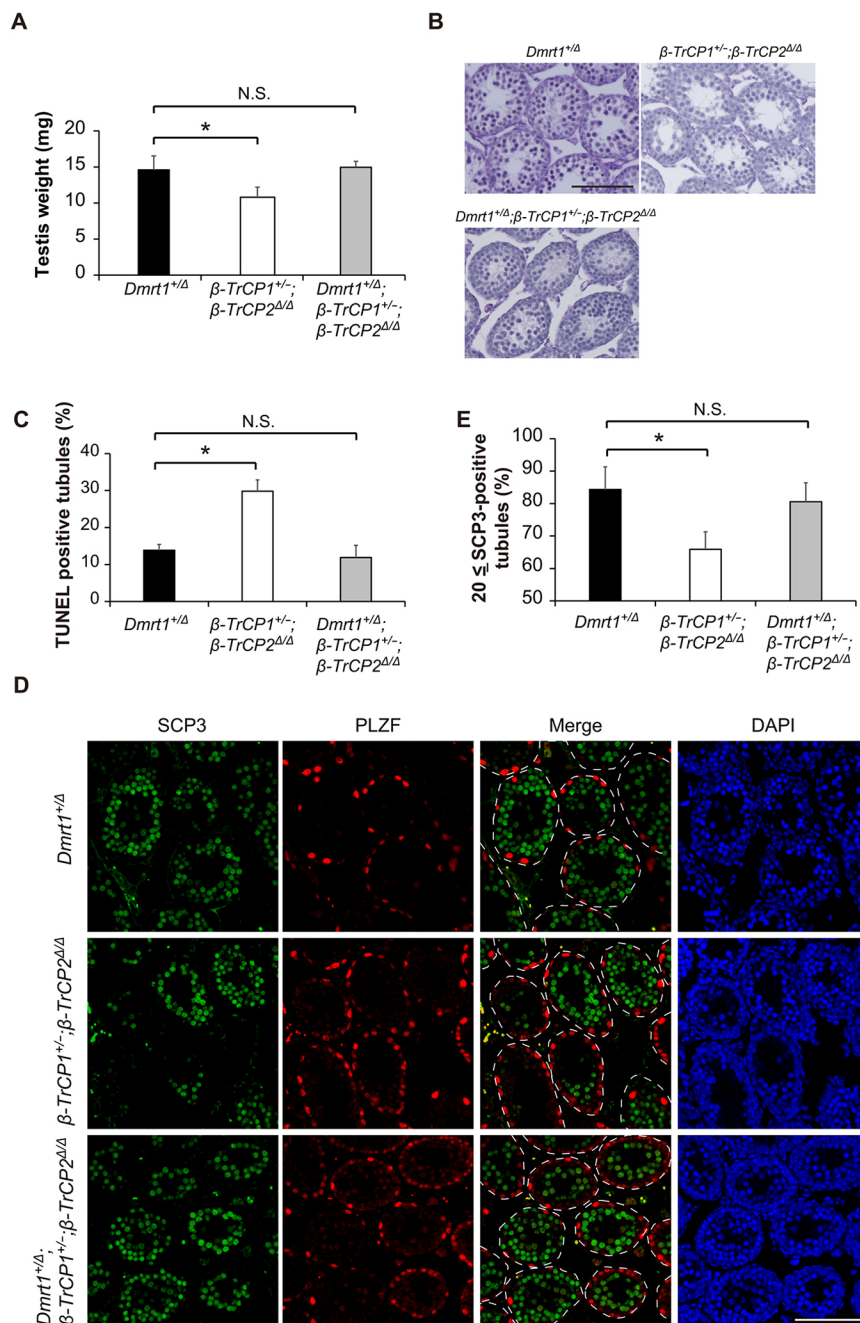 A
N.S.
*
Testis weight (mg)
20
15
10
5
0
Dmrt1+/Δ
β-TrCP1+/–;
β-TrCP2Δ/Δ
Dmrt1+/Δ;
β-TrCP1+/–;
β-TrCP2Δ/Δ
B
Dmrt1+/Δ
β-TrCP1+/–;β-TrCP2Δ/Δ
Dmrt1+/Δ;β-TrCP1+/–;β-TrCP2Δ/Δ
C
N.S.
*
TUNEL positive tubules (%)
40
30
20
10
0
Dmrt1+/Δ
β-TrCP1+/–;
β-TrCP2Δ/Δ
Dmrt1+/Δ;
β-TrCP1+/–;
β-TrCP2Δ/Δ
E
N.S.
*
20 ≤ SCP3-positive
tubules (%)
100
90
80
70
60
50
Dmrt1+/Δ
β-TrCP1+/–;
β-TrCP2Δ/Δ
Dmrt1+/Δ;
β-TrCP1+/–;
β-TrCP2Δ/Δ
D
SCP3
PLZF
Merge
DAPI
Dmrt1+/Δ
β-TrCP1+/–;β-TrCP2Δ/Δ
Dmrt1+/Δ;
β-TrCP1+/–;β-TrCP2Δ/Δ